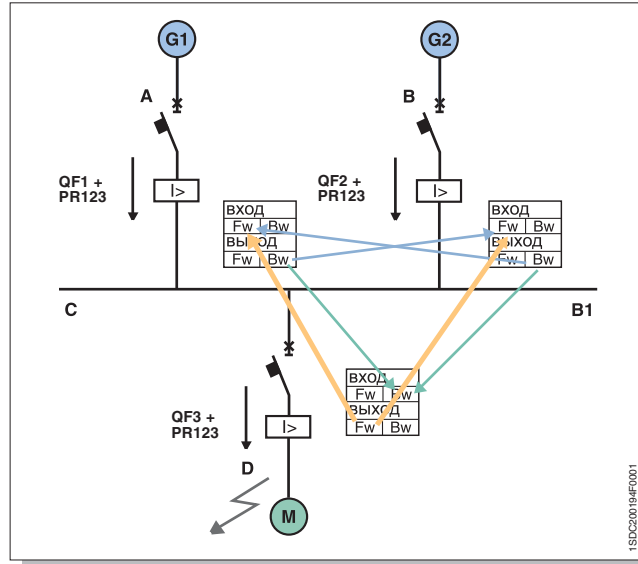 G1
G2
A
B
QF1 +
PR123
I>
QF2 +
PR123
I>
ВХОД
Fw Bw
ВЫХОД
Fw Bw
ВХОД
Fw Bw
ВЫХОД
Fw Bw
C
B1
ВХОД
Fw Bw
ВЫХОД
Fw Bw
QF3 +
PR123
I>
D
M
1SDC200194F0001